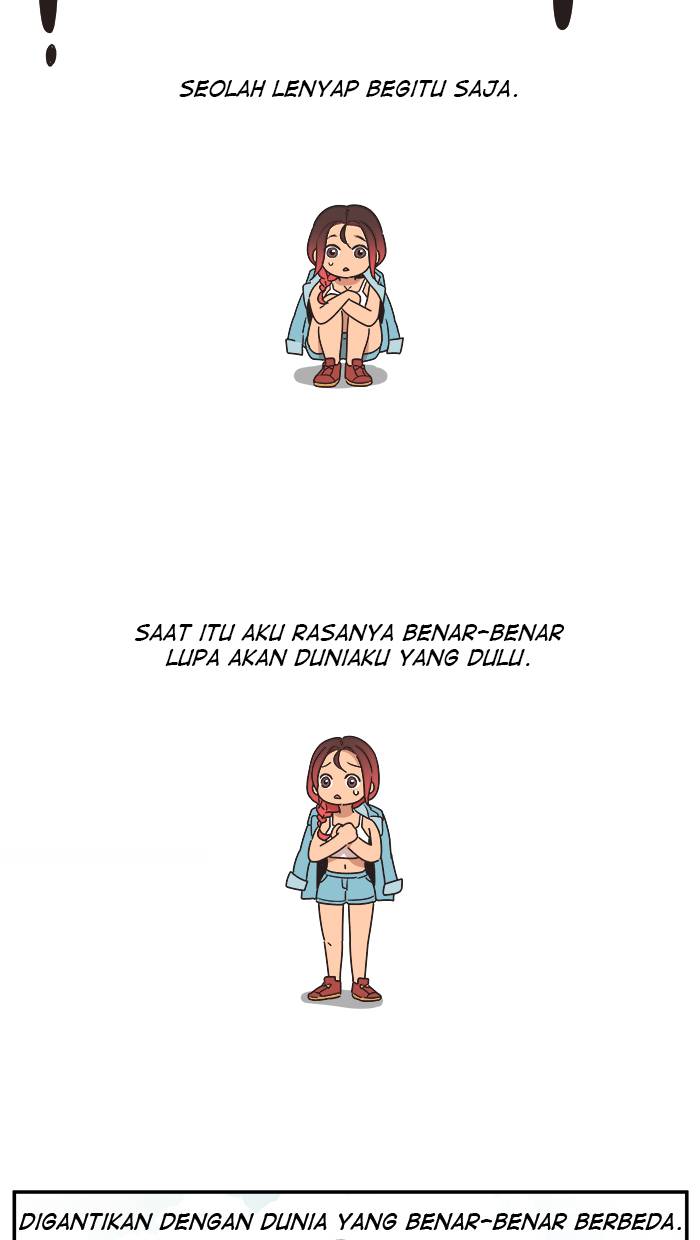 SEOLAH LENYAP BEGITU SAJA.
SAAT ITU AKU RASANYA BENAR-BENAR
LUPA AKAN DUNIAKU YANG DULU.
DIGANTIKAN DENGAN DUNIA YANG BENAR-BENAR BERBEDA.